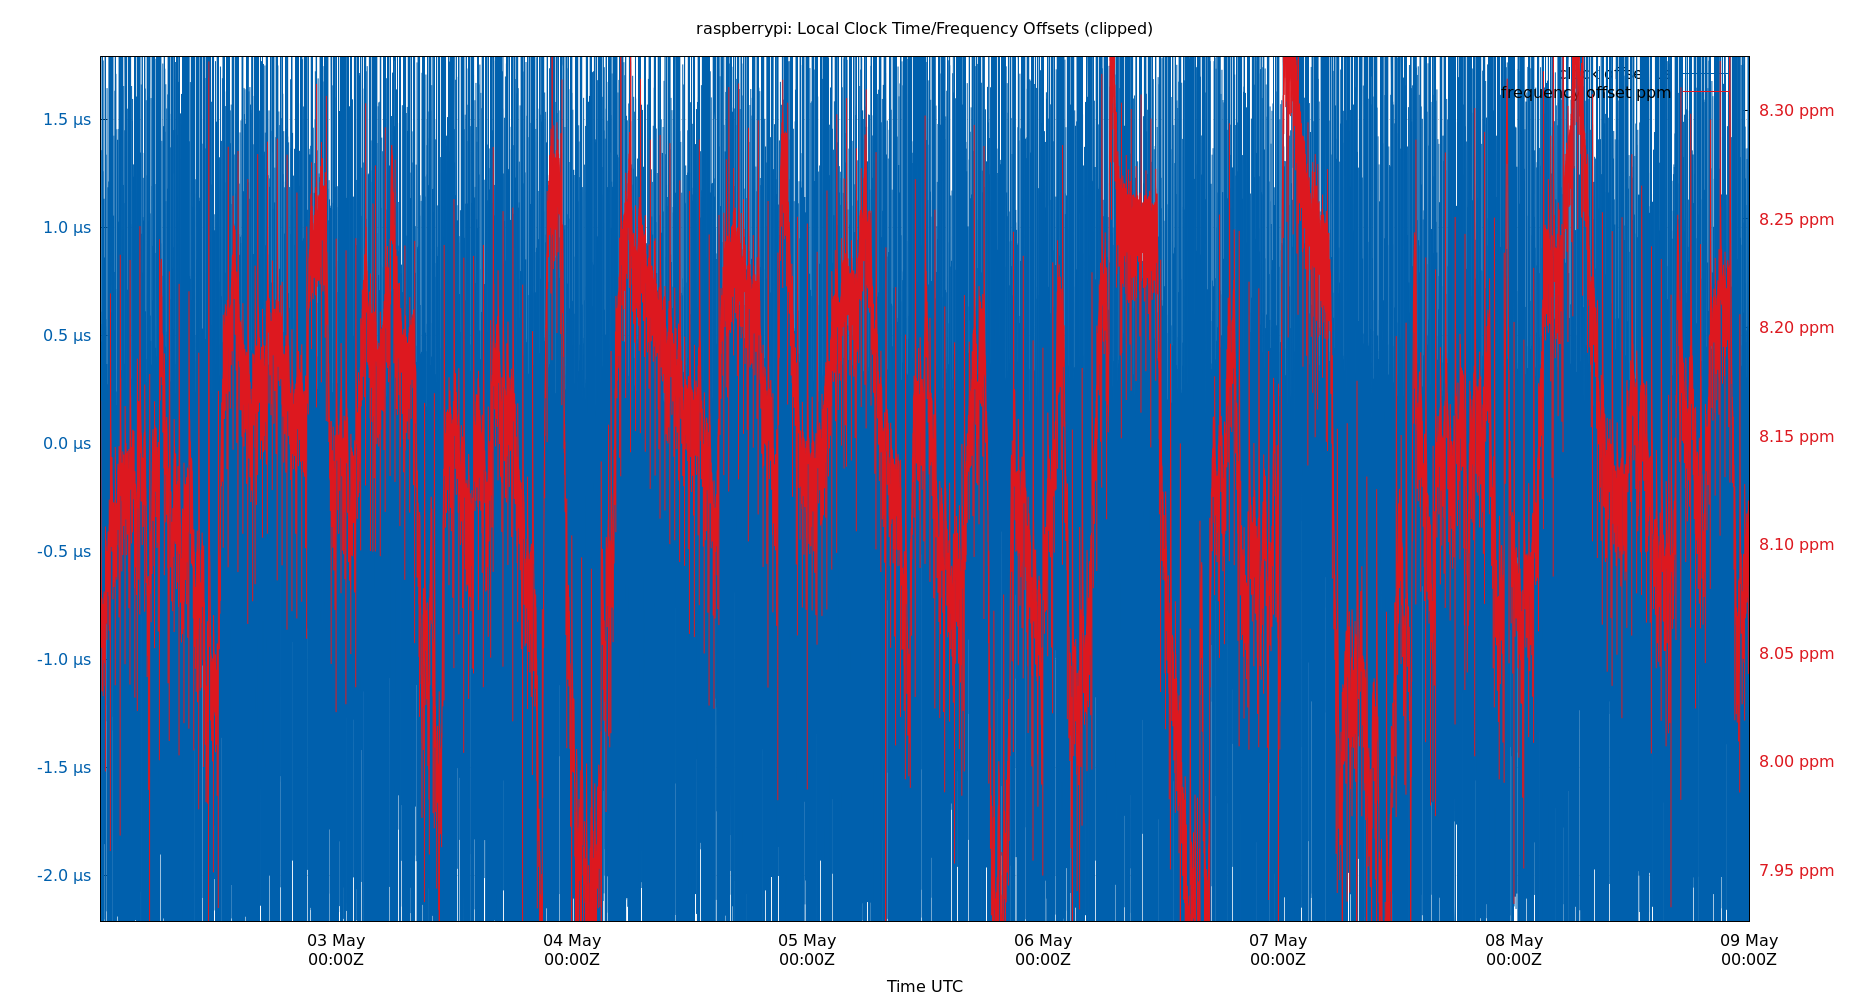 raspberrypi: Local Clock Time/Frequency Offsets (clipped)
clock offset
frequency offset ppm
1.5 µs
1.0 µs
0.5 µs
0.0 µs
-0.5 µs
-1.0 µs
-1.5 µs
-2.0 µs
8.30 ppm
8.25 ppm
8.20 ppm
8.15 ppm
8.10 ppm
8.05 ppm
8.00 ppm
7.95 ppm
03 May
00:00Z
04 May
00:00Z
05 May
00:00Z
06 May
00:00Z
07 May
00:00Z
08 May
00:00Z
09 May
00:00Z
Time UTC